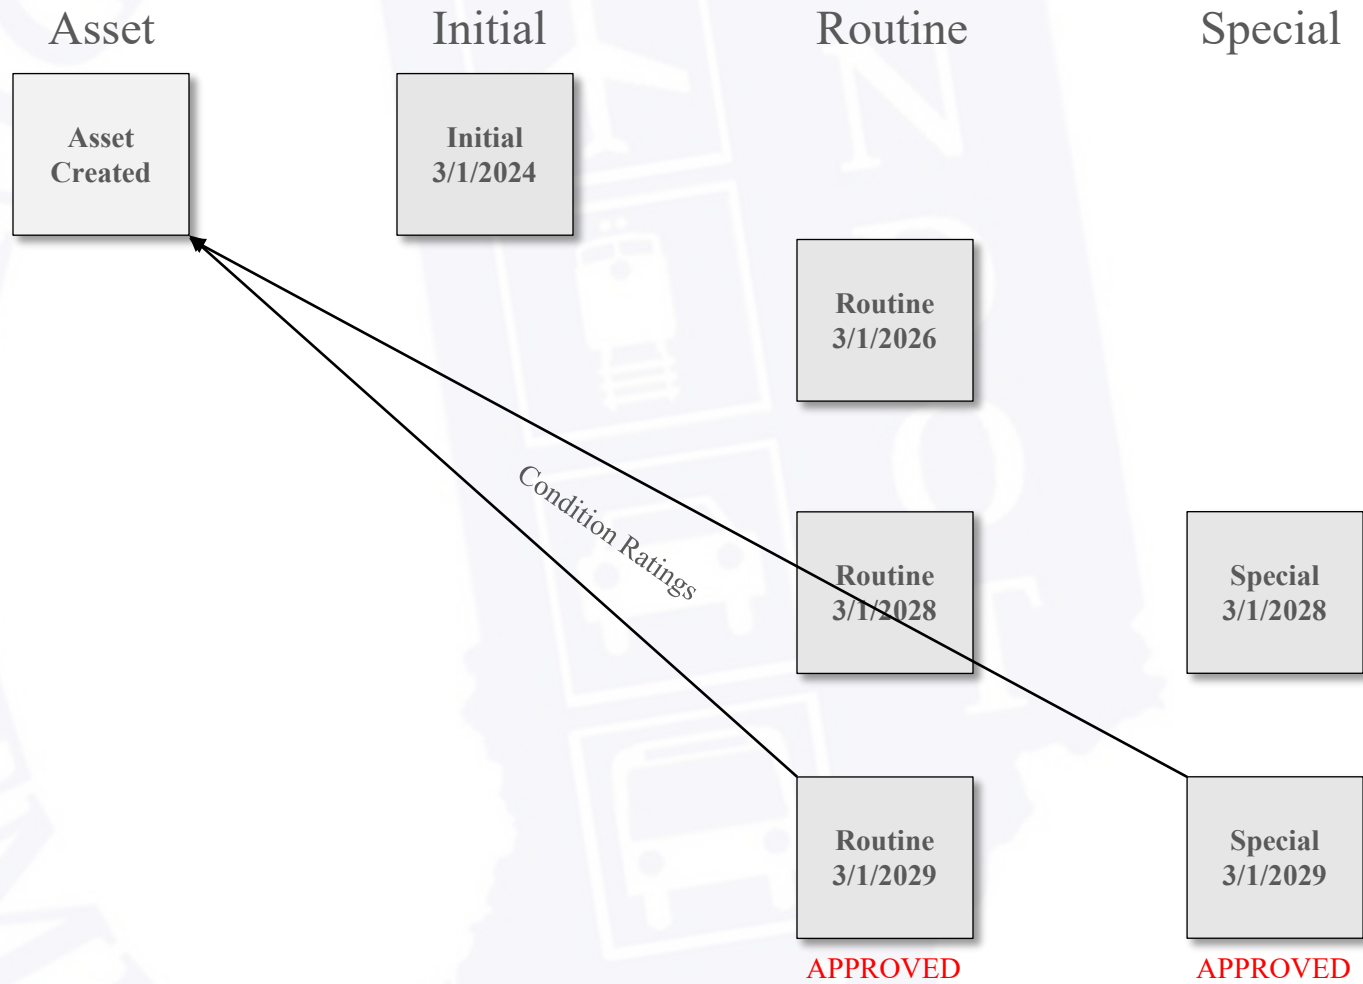 Asset
Initial
Routine
Special
Asset
Created
Initial
3/1/2024
Routine
3/1/2026
Condition Ratings
Routine
3/1/2028
Special
3/1/2028
Routine
3/1/2029
Special
3/1/2029
APPROVED
APPROVED
N
D
O
T